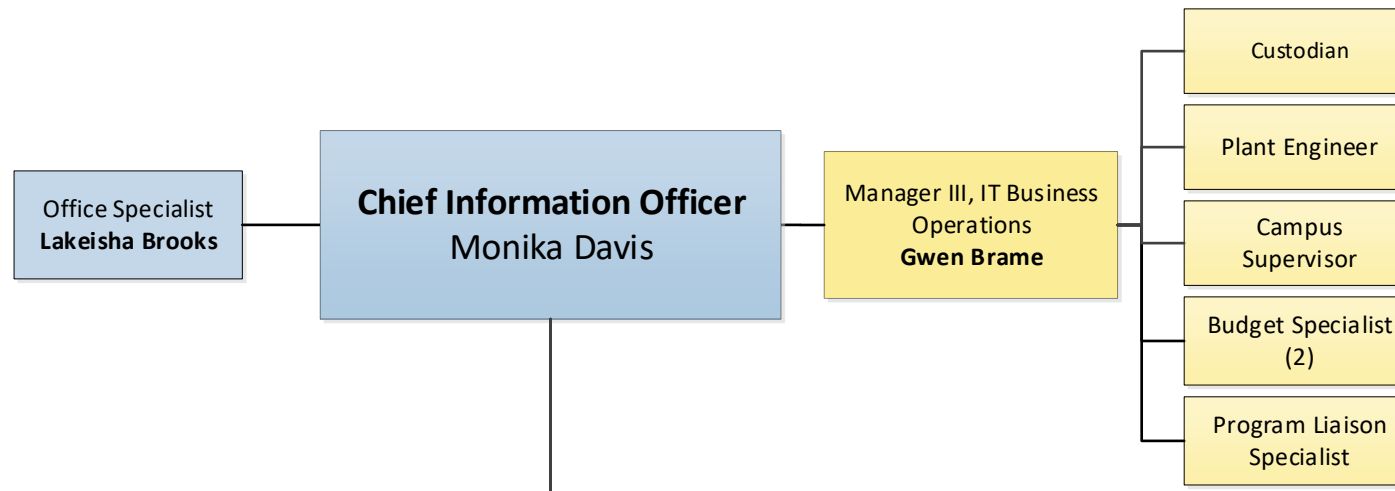 Office Specialist
Lakeisha Brooks
Chief Information Officer
Monika Davis
Manager III, IT Business
Operations
Gwen Brame
Custodian
Plant Engineer
Campus
Supervisor
Budget Specialist
(2)
Program Liaison
Specialist